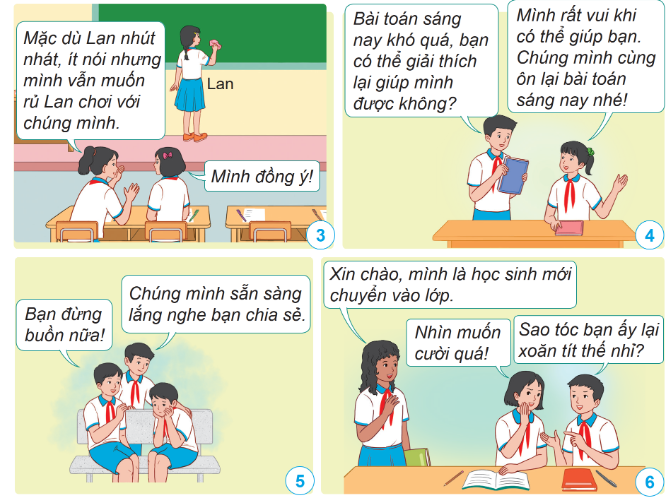 Mặc dù Lan nhút
nhát, ít nói nhưng
mình vẫn muốn
rủ Lan chơi với
chúng mình.
Lan
Mình đồng ý!
3
Bài toán sáng
nay khó quá, bạn
có thể giải thích
lại giúp mình
được không?
Mình rất vui khi
có thể giúp bạn.
Chúng mình cùng
ôn lại bài toán
sáng nay nhé!
4
Bạn đừng
buồn nữa!
Chúng mình sẵn sàng
lắng nghe bạn chia sẻ.
5
Xin chào, mình là học sinh mới
chuyển vào lớp.
Nhìn muốn
cười quá!
Sao tóc bạn ấy lại
xoăn tít thế nhỉ?
6